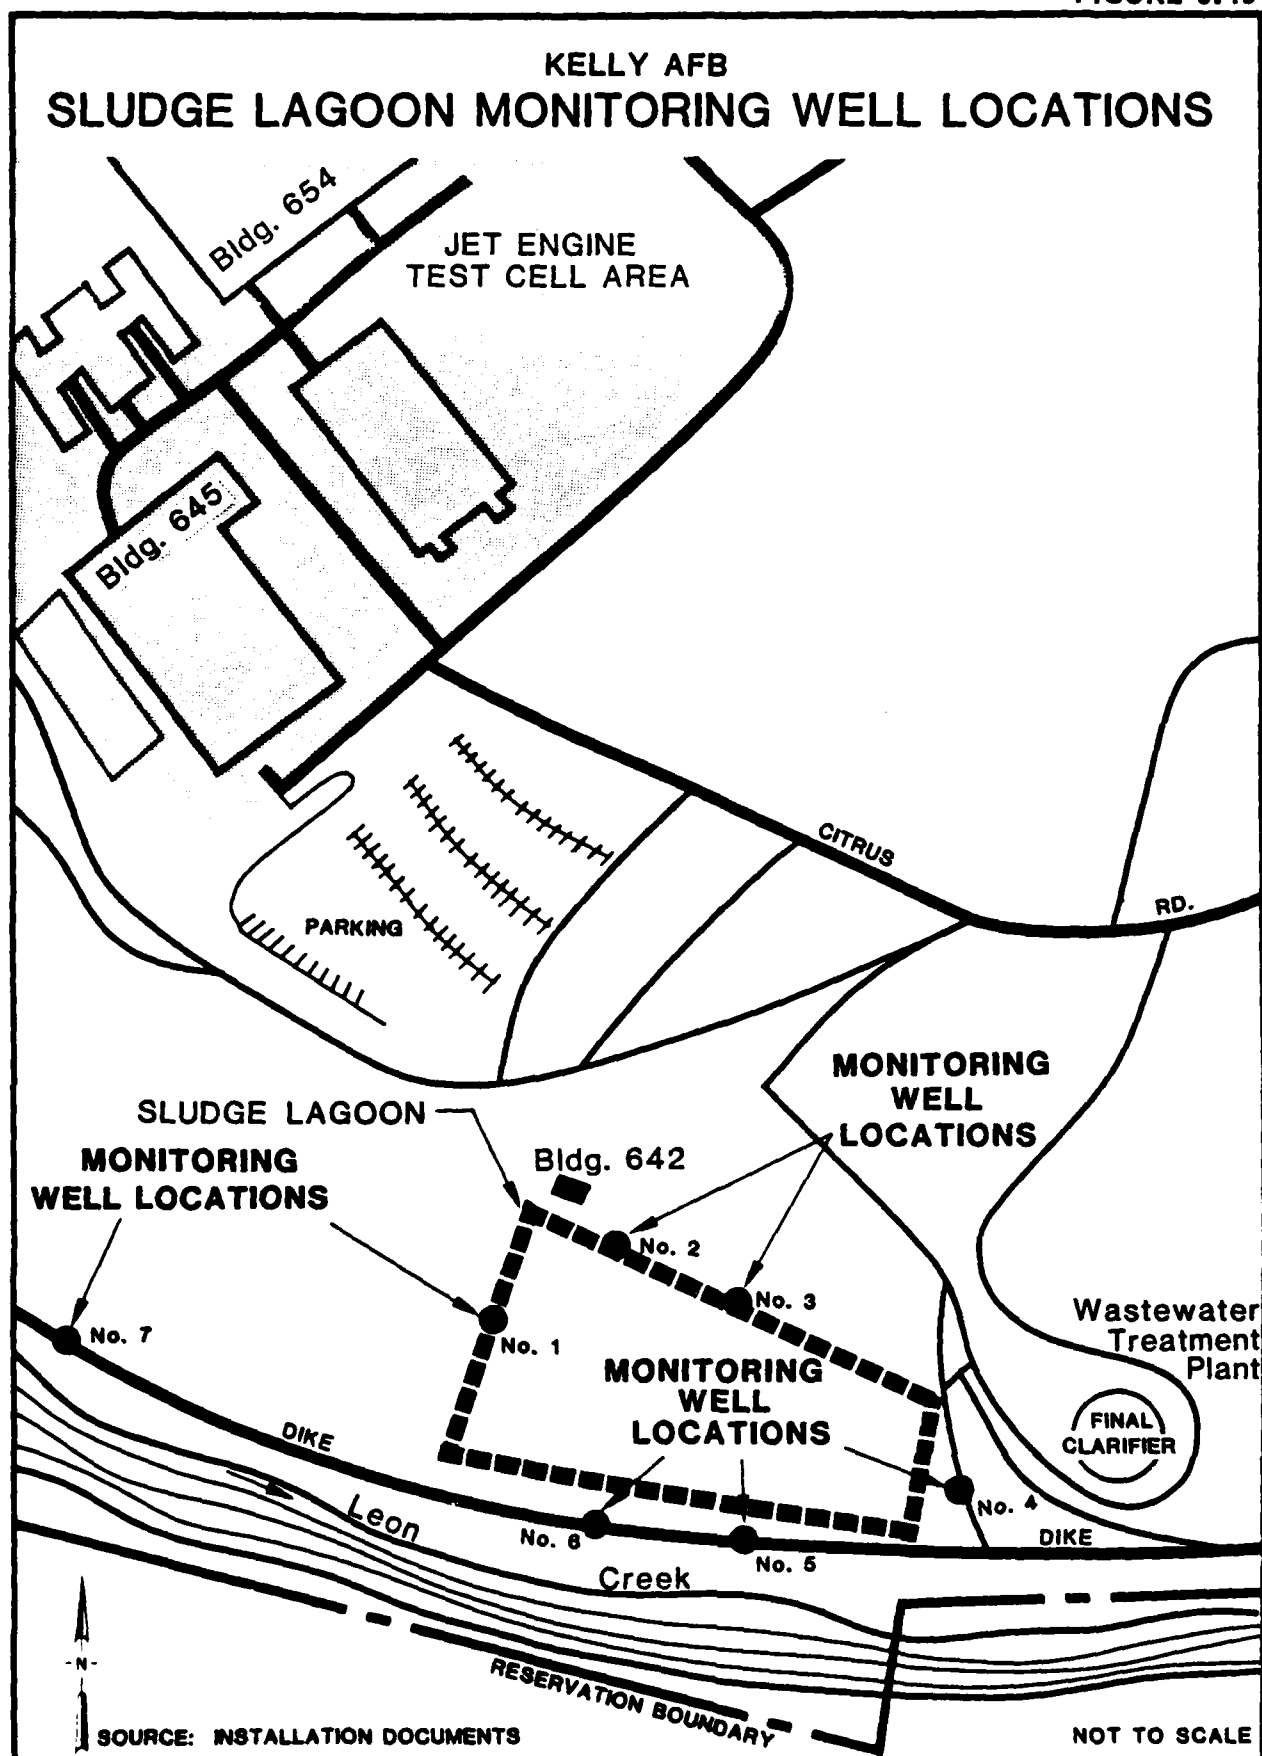 KELLY AFB
SLUDGE LAGOON MONITORING WELL LOCATIONS
Bldg. 654
JET ENGINE
TEST CELL AREA
Bldg. 645
CITRUS
RD.
PARKING
MONITORING
WELL
LOCATIONS
SLUDGE LAGOON
MONITORING
WELL LOCATIONS
Bldg. 642
No. 2
No. 3
No. 7
No. 1
Wastewater
Treatment
Plant
MONITORING
WELL
LOCATIONS
FINAL
CLARIFIER
DIKE
Leon
No. 4
No. 6
No. 5
DIKE
Creek
-N-
RESERVATION BOUNDARY
SOURCE: INSTALLATION DOCUMENTS
NOT TO SCALE